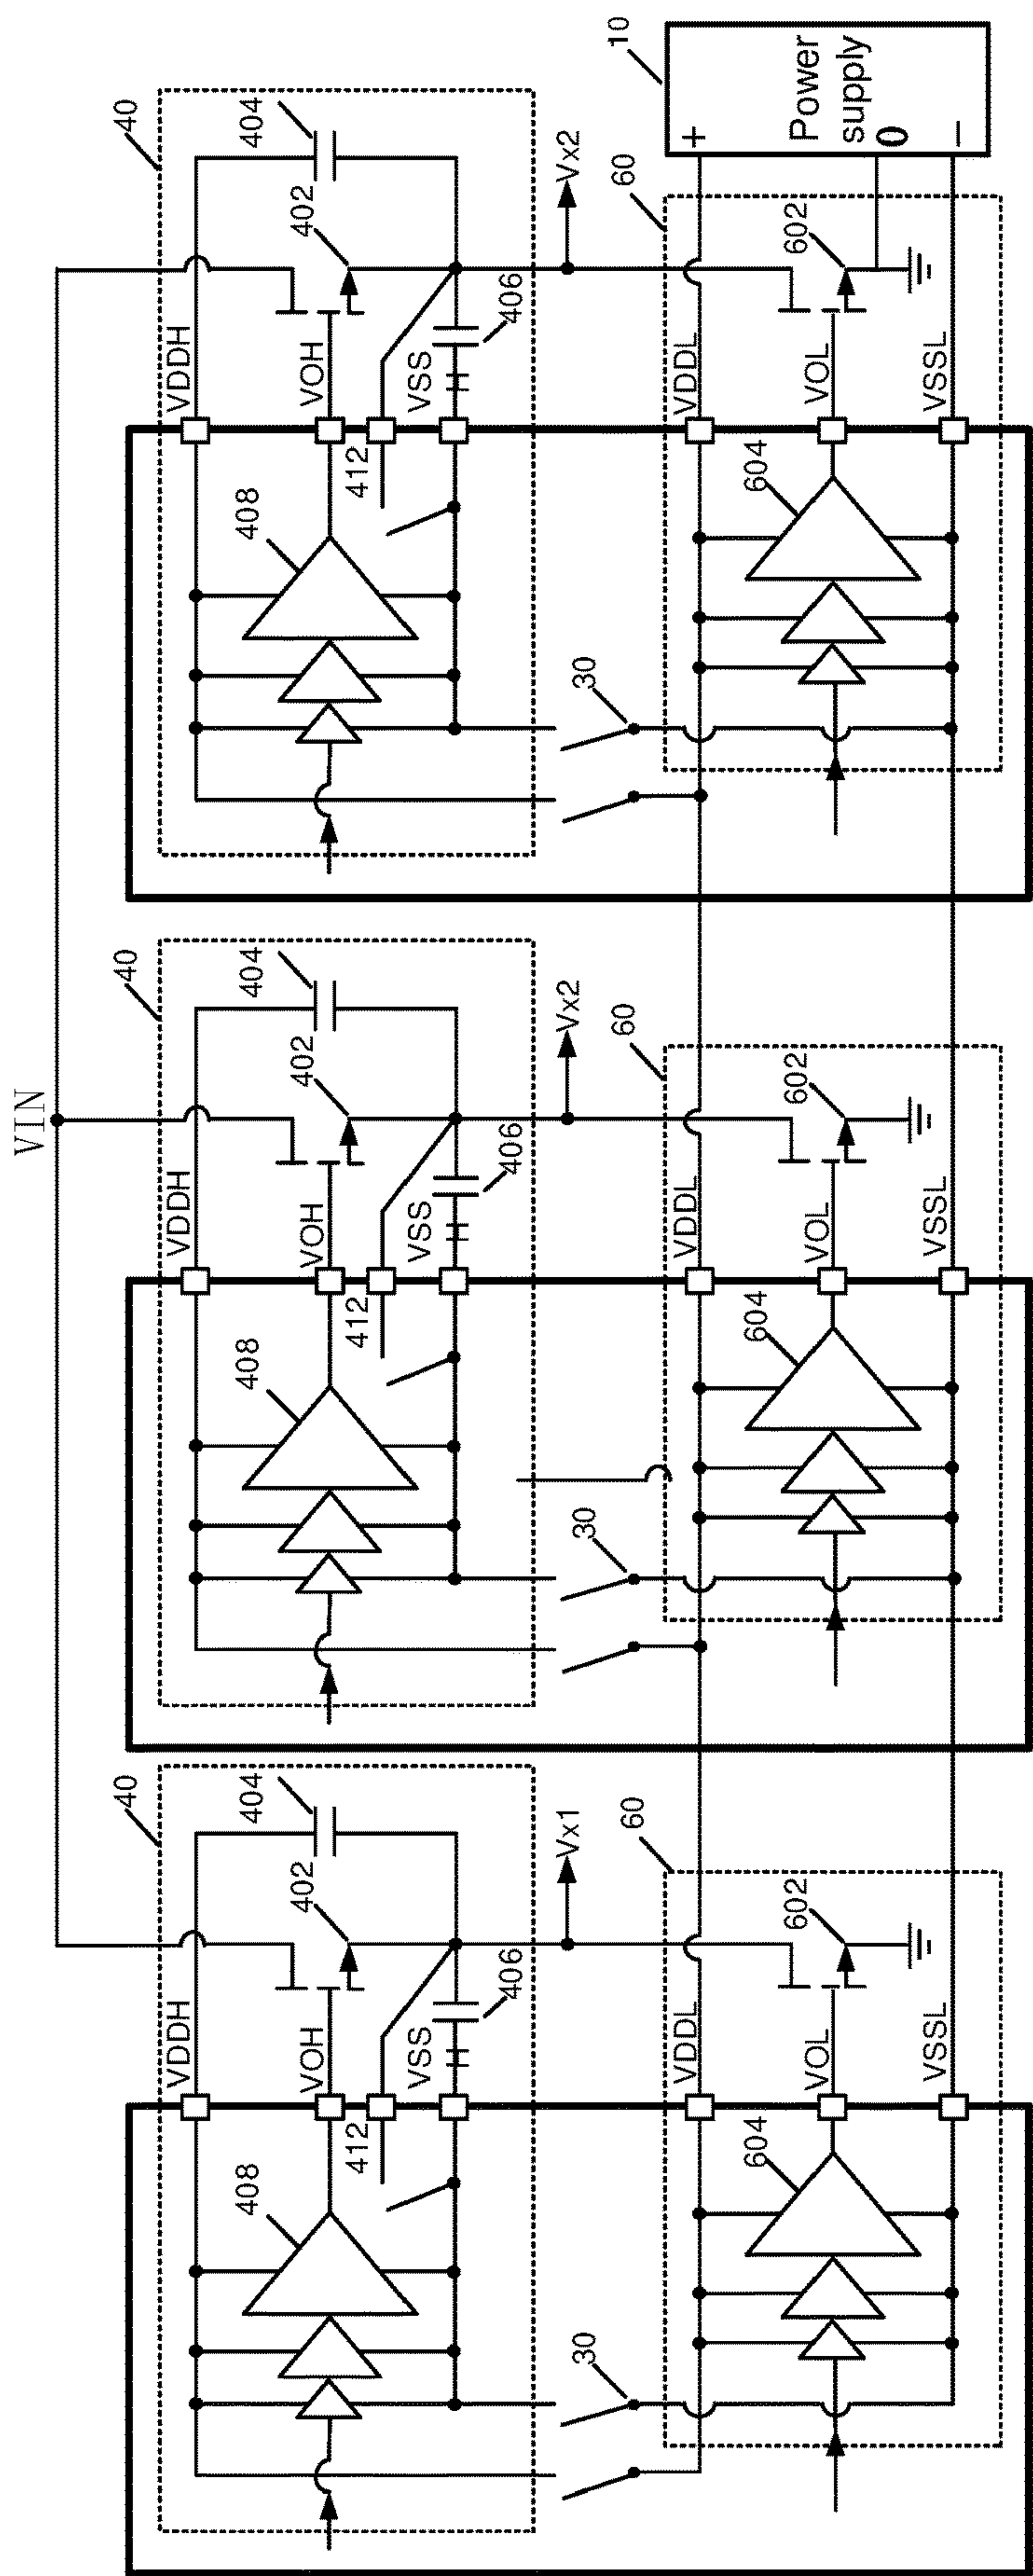 10
Power
supply
+
0
−
40
404
402
VDDH
VOH
VSS
H
406
Vx2
412
408
30
60
602
VDDL
VOL
VSSL
604
VIN
40
404
402
VDDH
VOH
VSS
H
406
Vx2
412
408
30
60
602
VDDL
VOL
VSSL
604
40
404
402
VDDH
VOH
VSS
H
406
Vx1
412
408
30
60
602
VDDL
VOL
VSSL
604